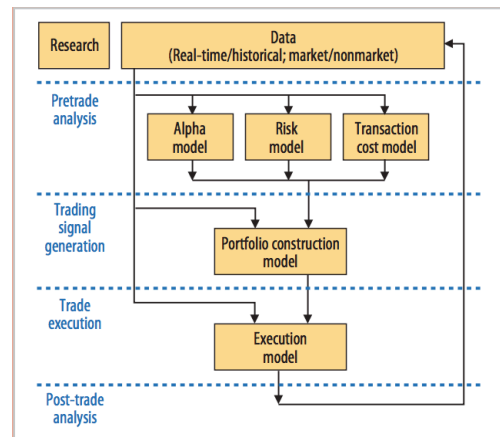 Research
Data
(Real-time/historical; market/nonmarket)
Pretrade
analysis
Alpha
model
Risk
model
Transaction
cost model
Trading
signal
generation
Portfolio construction
model
Trade
execution
Execution
model
Post-trade
analysis